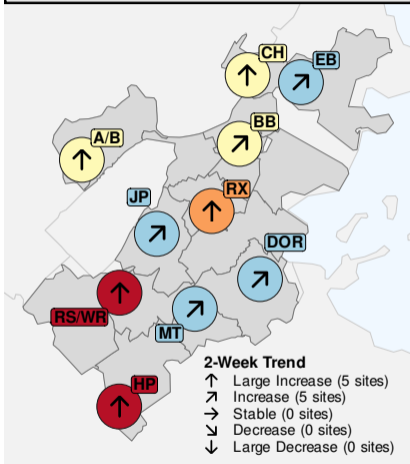 CH
EB
BB
A/B
RX
JP
DOR
RS/WR
MT
HP
2-Week Trend
↑ Large Increase (5 sites)
↗ Increase (5 sites)
→ Stable (0 sites)
↘ Decrease (0 sites)
↓ Large Decrease (0 sites)